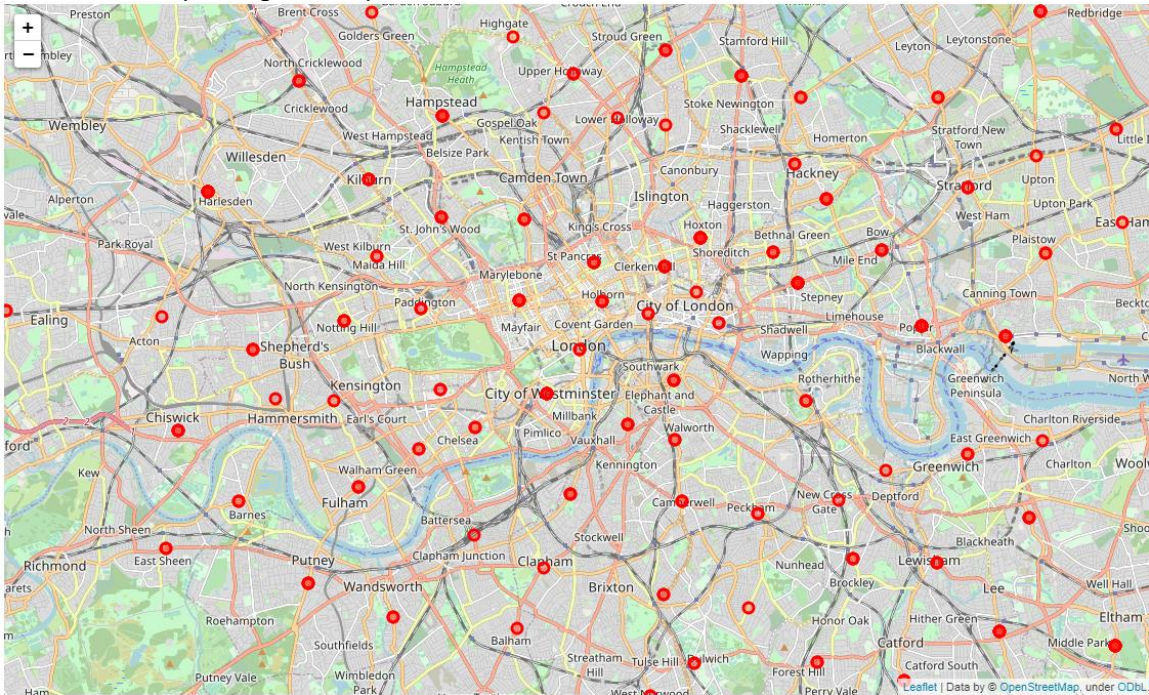 Preston
Brent Cross
Golders Green
Highgate
Stroud Green
Stamford Hill
Leyton
Leytonstone
Redbridge
+
−
North Cricklewood
Hampstead
Heath
Upper Holloway
Cricklewood
Hampstead
Stoke Newington
Wembley
Gospel Oak
Lower Holloway
Kentish Town
Shacklewell
Homerton
Stratford New
Town
West Hampstead
Belsize Park
Willesden
Canonbury
Hackney
Camden Town
Kilburn
Stratford
Upton
Alperton
Harlesden
Islington
Haggerston
West Ham
Upton Park
St. John's Wood
King's Cross
Hoxton
Bethnal Green
Bow
East Ham
Park Royal
West Kilburn
Maida Hill
St Pancras
Clerkenwell
Shoreditch
Mile End
Plaistow
Marylebone
North Kensington
Holborn
City of London
Stepney
Canning Town
Paddington
Ealing
Acton
Notting Hill
Mayfair
Covent Garden
Shadwell
Limehouse
Poplar
Shepherd's
Bush
London
Wapping
Blackwall
Southwark
Kensington
City of Westminster
Elephant and
Castle
Rotherhithe
Greenwich
Peninsula
Chiswick
Hammersmith
Earl's Court
Millbank
Walworth
Charlton Riverside
Chelsea
Pimlico
Vauxhall
East Greenwich
Kew
Walham Green
Kennington
Greenwich
Charlton
Fulham
Camberwell
New Cross
Gate
Deptford
Barnes
Peckham
North Sheen
Battersea
Stockwell
Blackheath
East Sheen
Clapham Junction
Richmond
Putney
Clapham
Nunhead
Lewisham
Wandsworth
Brixton
Brockley
Lee
Well Hall
Roehampton
Honor Oak
Hither Green
Eltham
Southfields
Balham
Catford
Middle Park
Streatham
Hill
Tulse Hill
Dulwich
Forest Hill
Catford South
Putney Vale
Wimbledon
Park
West Norwood
Perry Vale
Leaflet | Data by © OpenStreetMap, under ODbL.